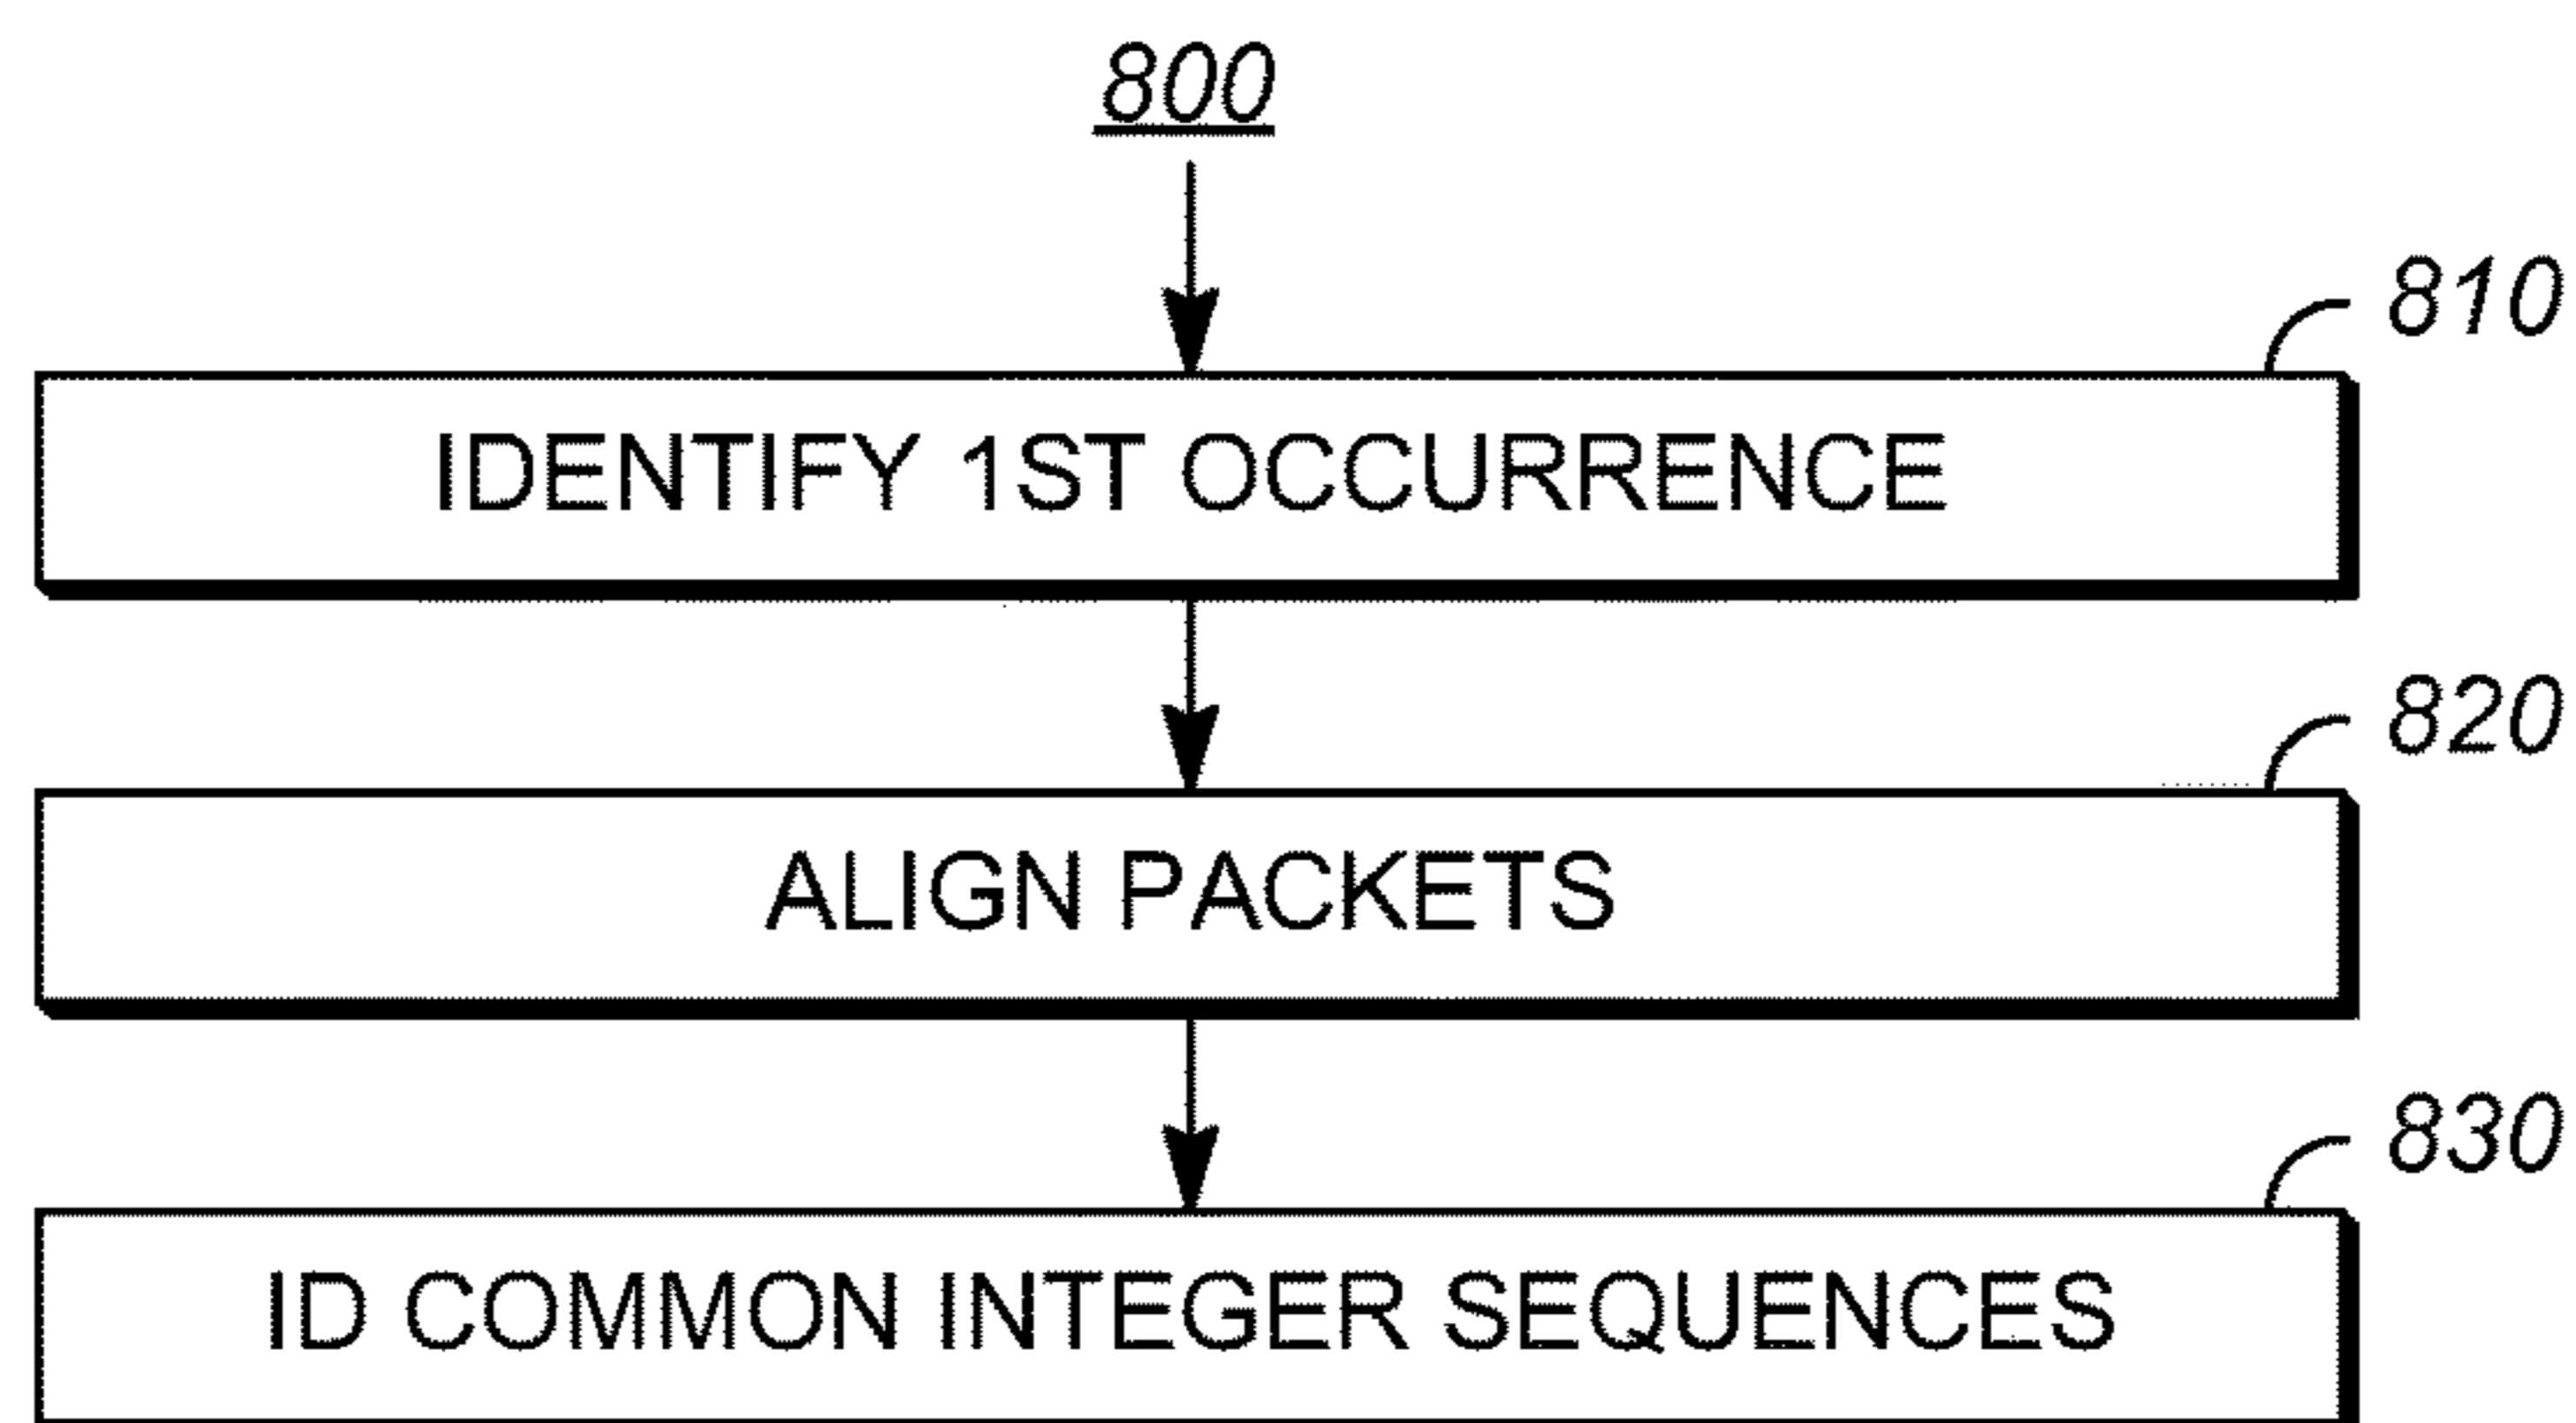 800
810
IDENTIFY 1ST OCCURRENCE
820
ALIGN PACKETS
830
ID COMMON INTEGER SEQUENCES